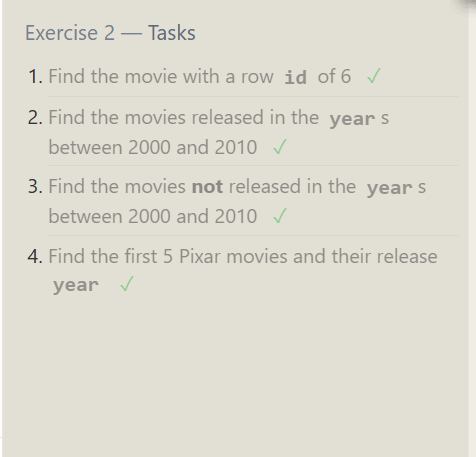 Exercise 2 — Tasks
1. Find the movie with a row id of 6 ✓
2. Find the movies released in the year s
between 2000 and 2010 ✓
3. Find the movies not released in the year s
between 2000 and 2010 ✓
4. Find the first 5 Pixar movies and their release
year ✓